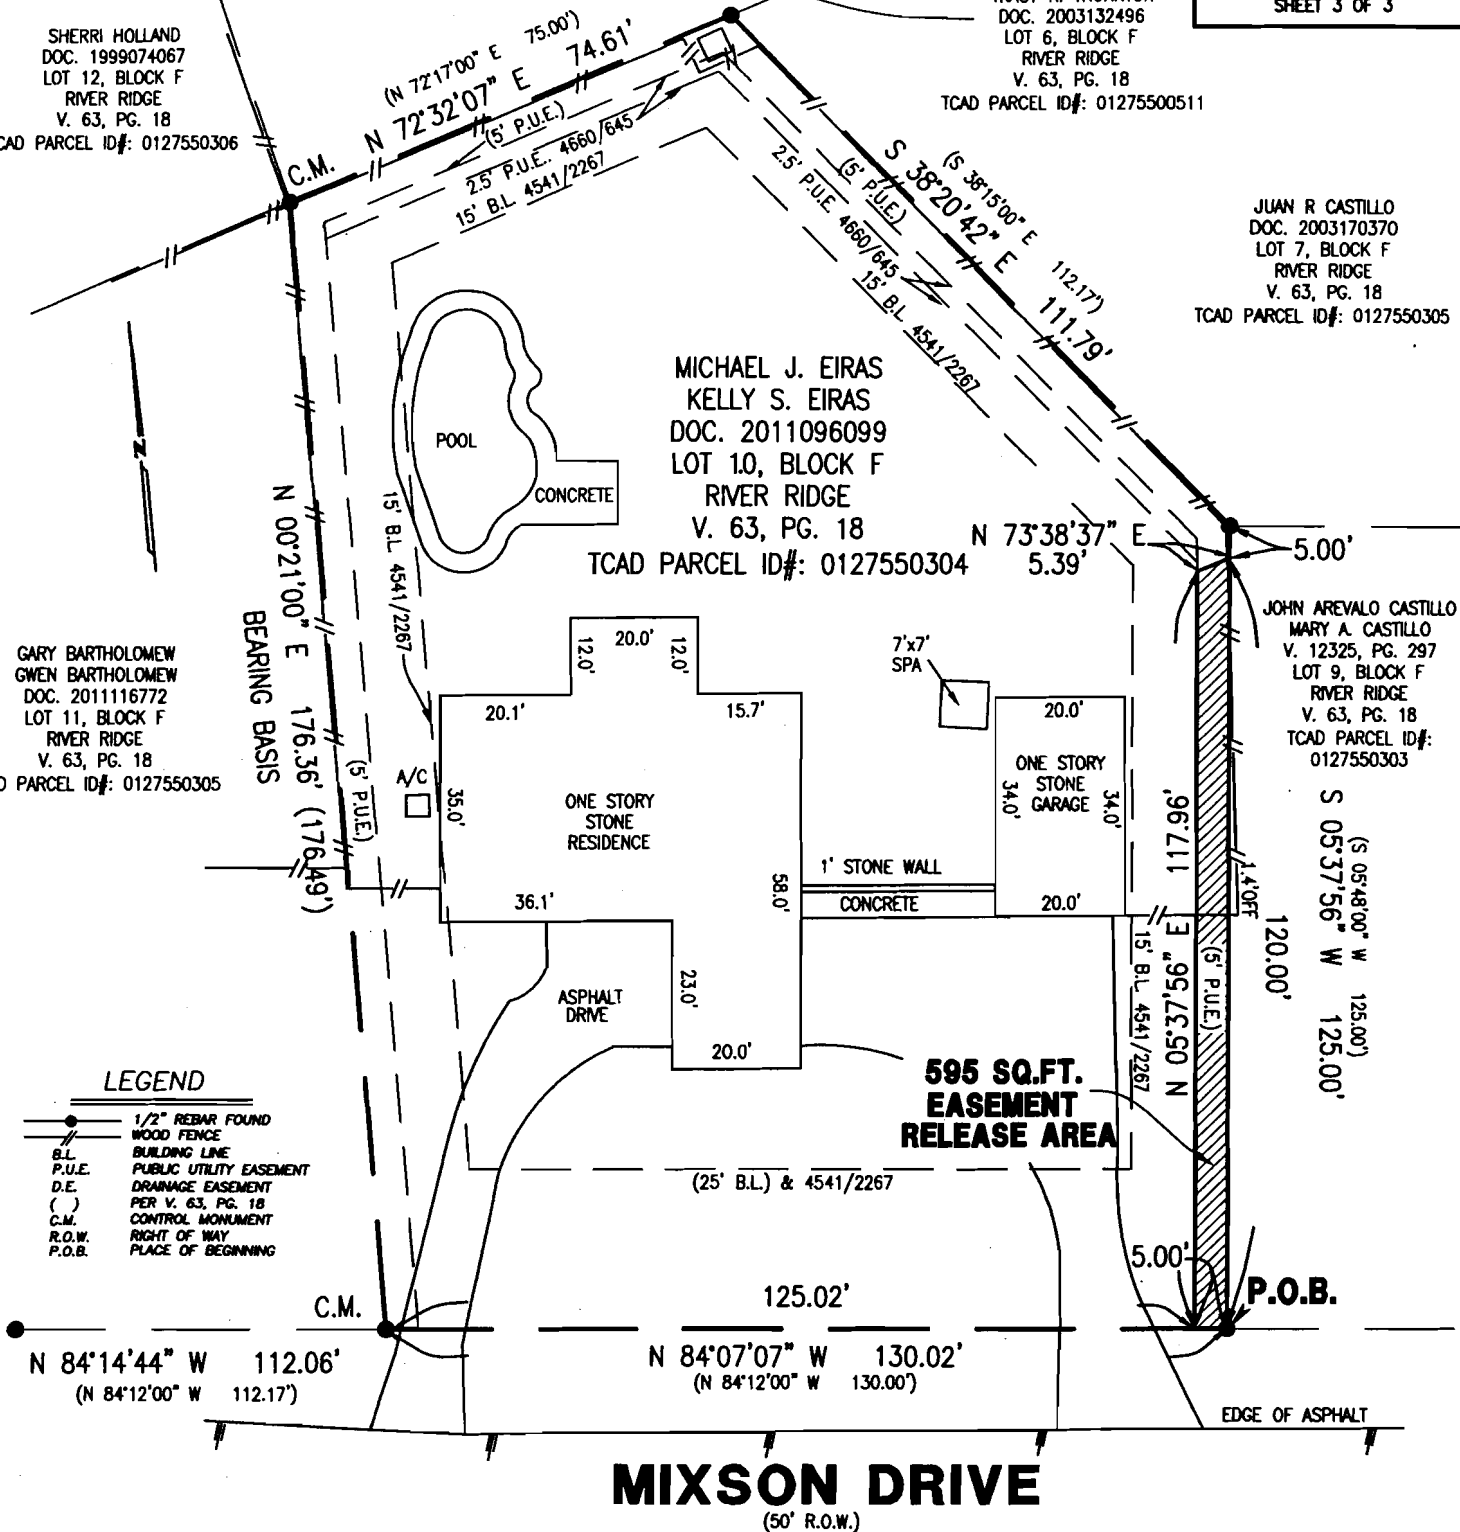 SHEET 3 OF 3
SHERRI HOLLAND
DOC. 1999074067
LOT 12, BLOCK F
RIVER RIDGE
V. 63, PG. 18
PARCEL ID#: 0127550306
DOC. 2003132496
LOT 6, BLOCK F
RIVER RIDGE
V. 63, PG. 18
TCAD PARCEL ID#: 01275500511
(N 72°17'00" E 75.00')
N 72°32'07" E 74.61'
(5' P.U.E.)
2.5' P.U.E. 4660/645
15' B.L. 4541/2267
C.M.
(S 38°15'00" E 112.17')
S 38°20'42" E 111.79'
(5' P.U.E.)
2.5' P.U.E. 4660/645
15' B.L. 4541/2267
JUAN R CASTILLO
DOC. 2003170370
LOT 7, BLOCK F
RIVER RIDGE
V. 63, PG. 18
TCAD PARCEL ID#: 0127550305
N
POOL
CONCRETE
MICHAEL J. EIRAS
KELLY S. EIRAS
DOC. 2011096099
LOT 10, BLOCK F
RIVER RIDGE
V. 63, PG. 18
TCAD PARCEL ID#: 0127550304
N 73°38'37" E
5.39'
5.00'
N 00°21'00" E 176.36' (176.49')
BEARING BASIS
15' B.L. 4541/2267
(5' P.U.E.)
GARY BARTHOLOMEW
GWEN BARTHOLOMEW
DOC. 2011116772
LOT 11, BLOCK F
RIVER RIDGE
V. 63, PG. 18
PARCEL ID#: 0127550305
JOHN AREVALO CASTILLO
MARY A. CASTILLO
V. 12325, PG. 297
LOT 9, BLOCK F
RIVER RIDGE
V. 63, PG. 18
TCAD PARCEL ID#:
0127550303
20.0'
12.0'
12.0'
20.1'
15.7'
7'x7'
SPA
20.0'
A/C
35.0'
ONE STORY
STONE
RESIDENCE
ONE STORY
STONE
GARAGE
34.0'
34.0'
36.1'
58.0'
1' STONE WALL
CONCRETE
20.0'
23.0'
20.0'
ASPHALT
DRIVE
N 05°37'56" E 117.96'
15' B.L. 4541/2267
(5' P.U.E.)
1.4' OFF
120.00'
S 05°37'56" W 125.00'
(S 05°48'00" W 125.00')
595 SQ.FT.
EASEMENT
RELEASE AREA
(25' B.L.) & 4541/2267
LEGEND
1/2" REBAR FOUND
WOOD FENCE
B.L. BUILDING LINE
P.U.E. PUBLIC UTILITY EASEMENT
D.E. DRAINAGE EASEMENT
( ) PER V. 63, PG. 18
C.M. CONTROL MONUMENT
R.O.W. RIGHT OF WAY
P.O.B. PLACE OF BEGINNING
5.00'
P.O.B.
C.M.
125.02'
N 84°14'44" W 112.06'
(N 84°12'00" W 112.17')
N 84°07'07" W 130.02'
(N 84°12'00" W 130.00')
EDGE OF ASPHALT
MIXSON DRIVE
(50' R.O.W.)